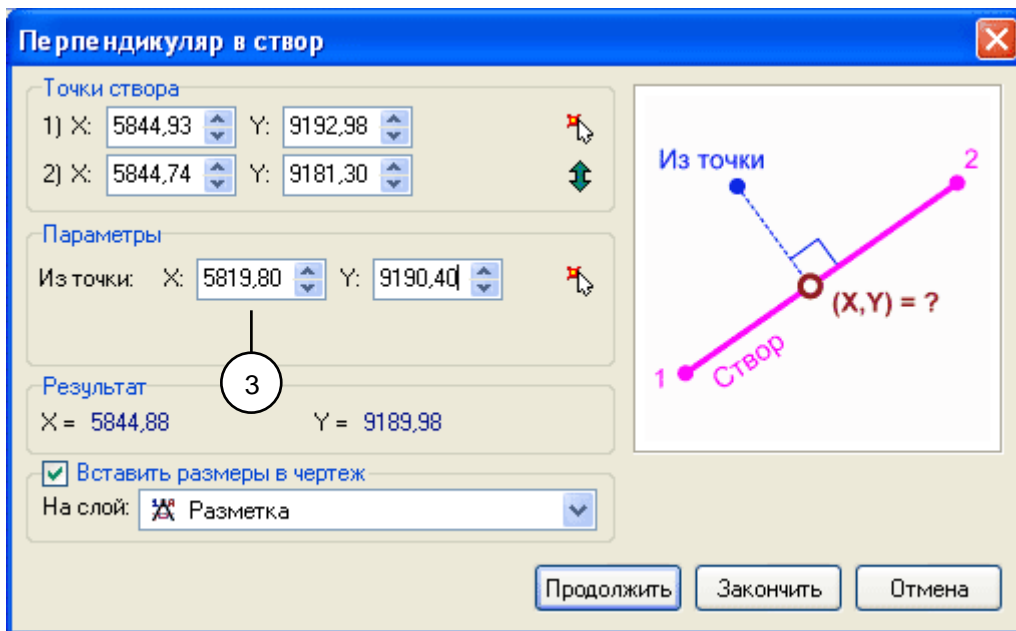 Перпендикуляр в створ
Точки створа
1) X: 5844,93 Y: 9192,98
2) X: 5844,74 Y: 9181,30
Параметры
Из точки: X: 5819,80 Y: 9190,40
3
Результат
X = 5844,88 Y = 9189,98
Вставить размеры в чертеж
На слой: Разметка
Из точки
2
(X,Y) = ?
Створ
1
Продолжить Закончить Отмена